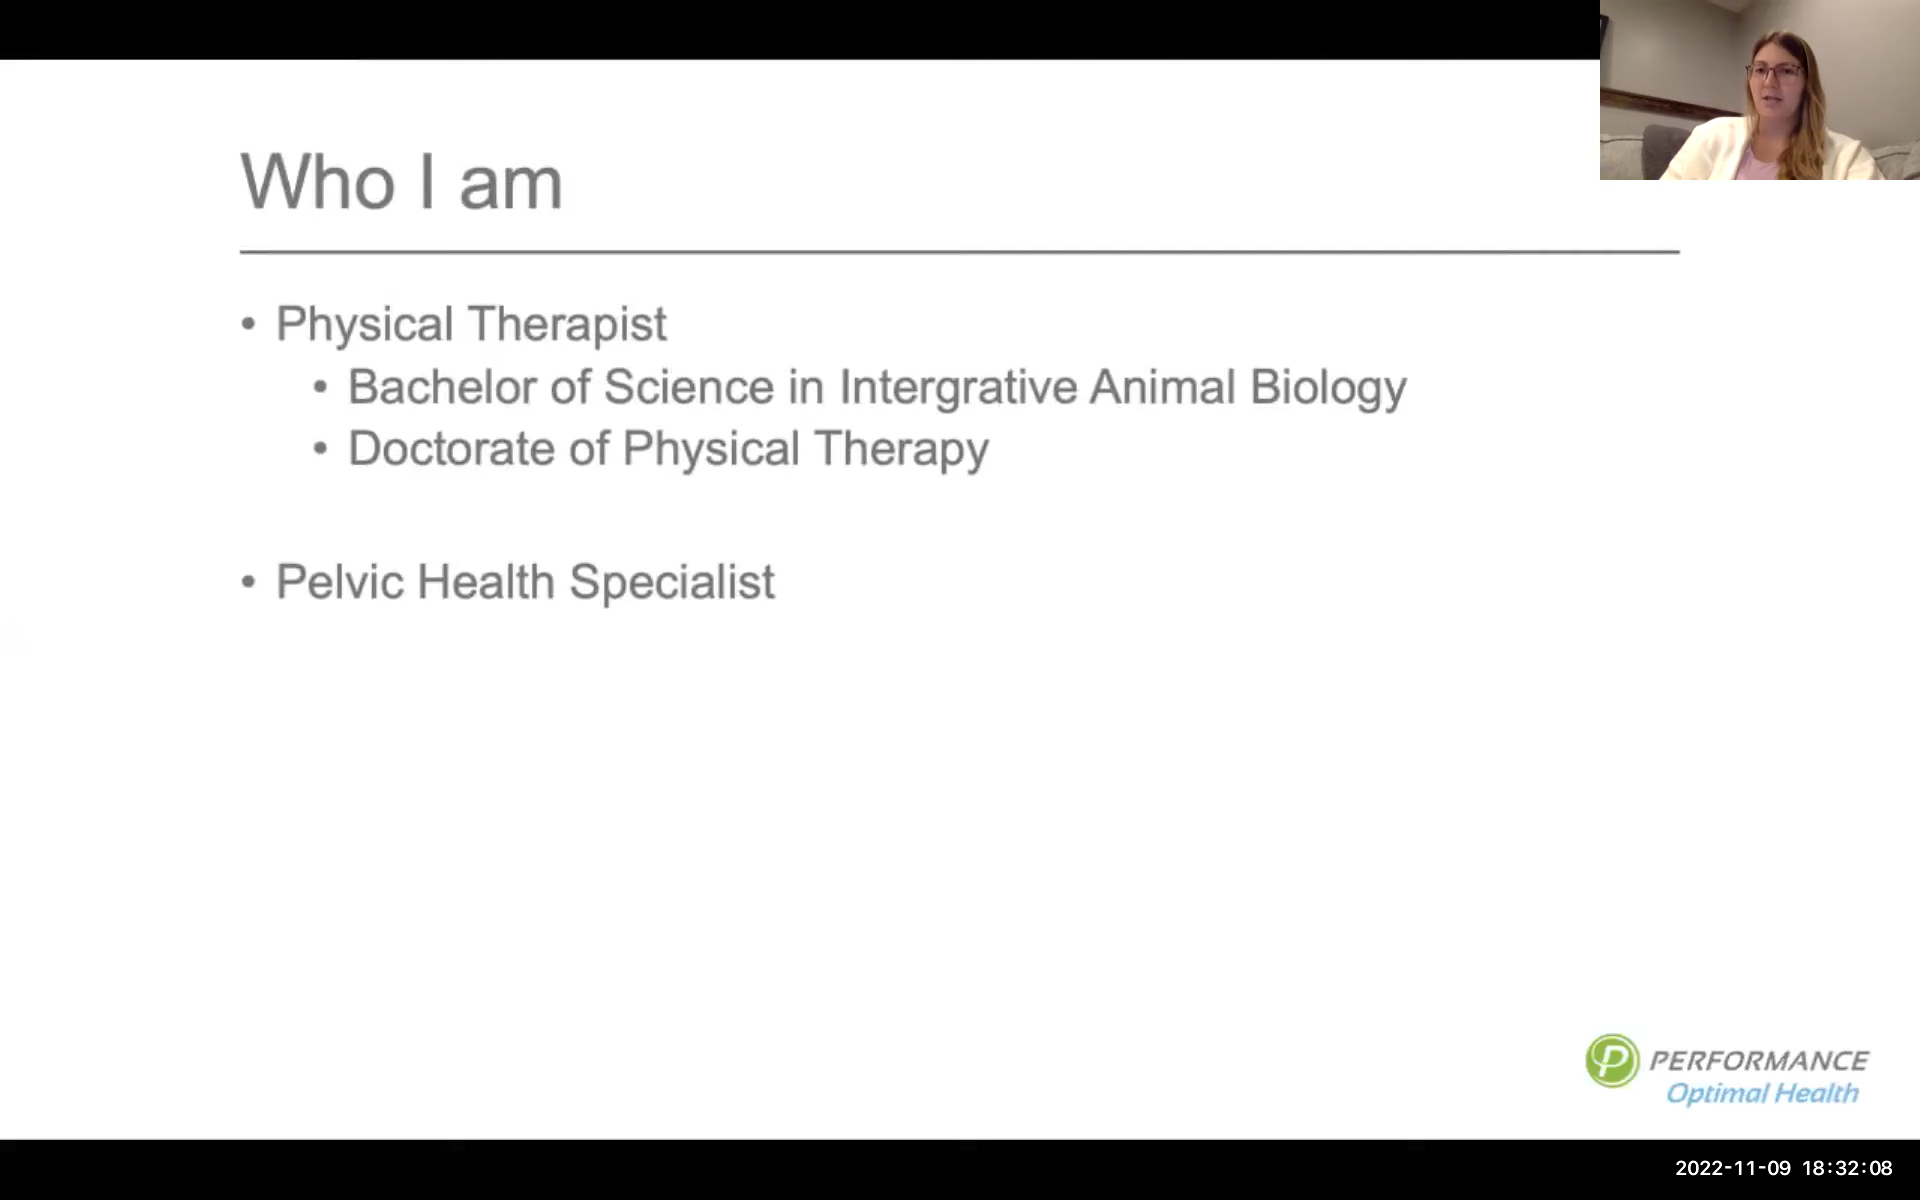 Who I am
• Physical Therapist
• Bachelor of Science in Intergrative Animal Biology
• Doctorate of Physical Therapy
• Pelvic Health Specialist
P PERFORMANCE
Optimal Health
2022-11-09 18:32:08